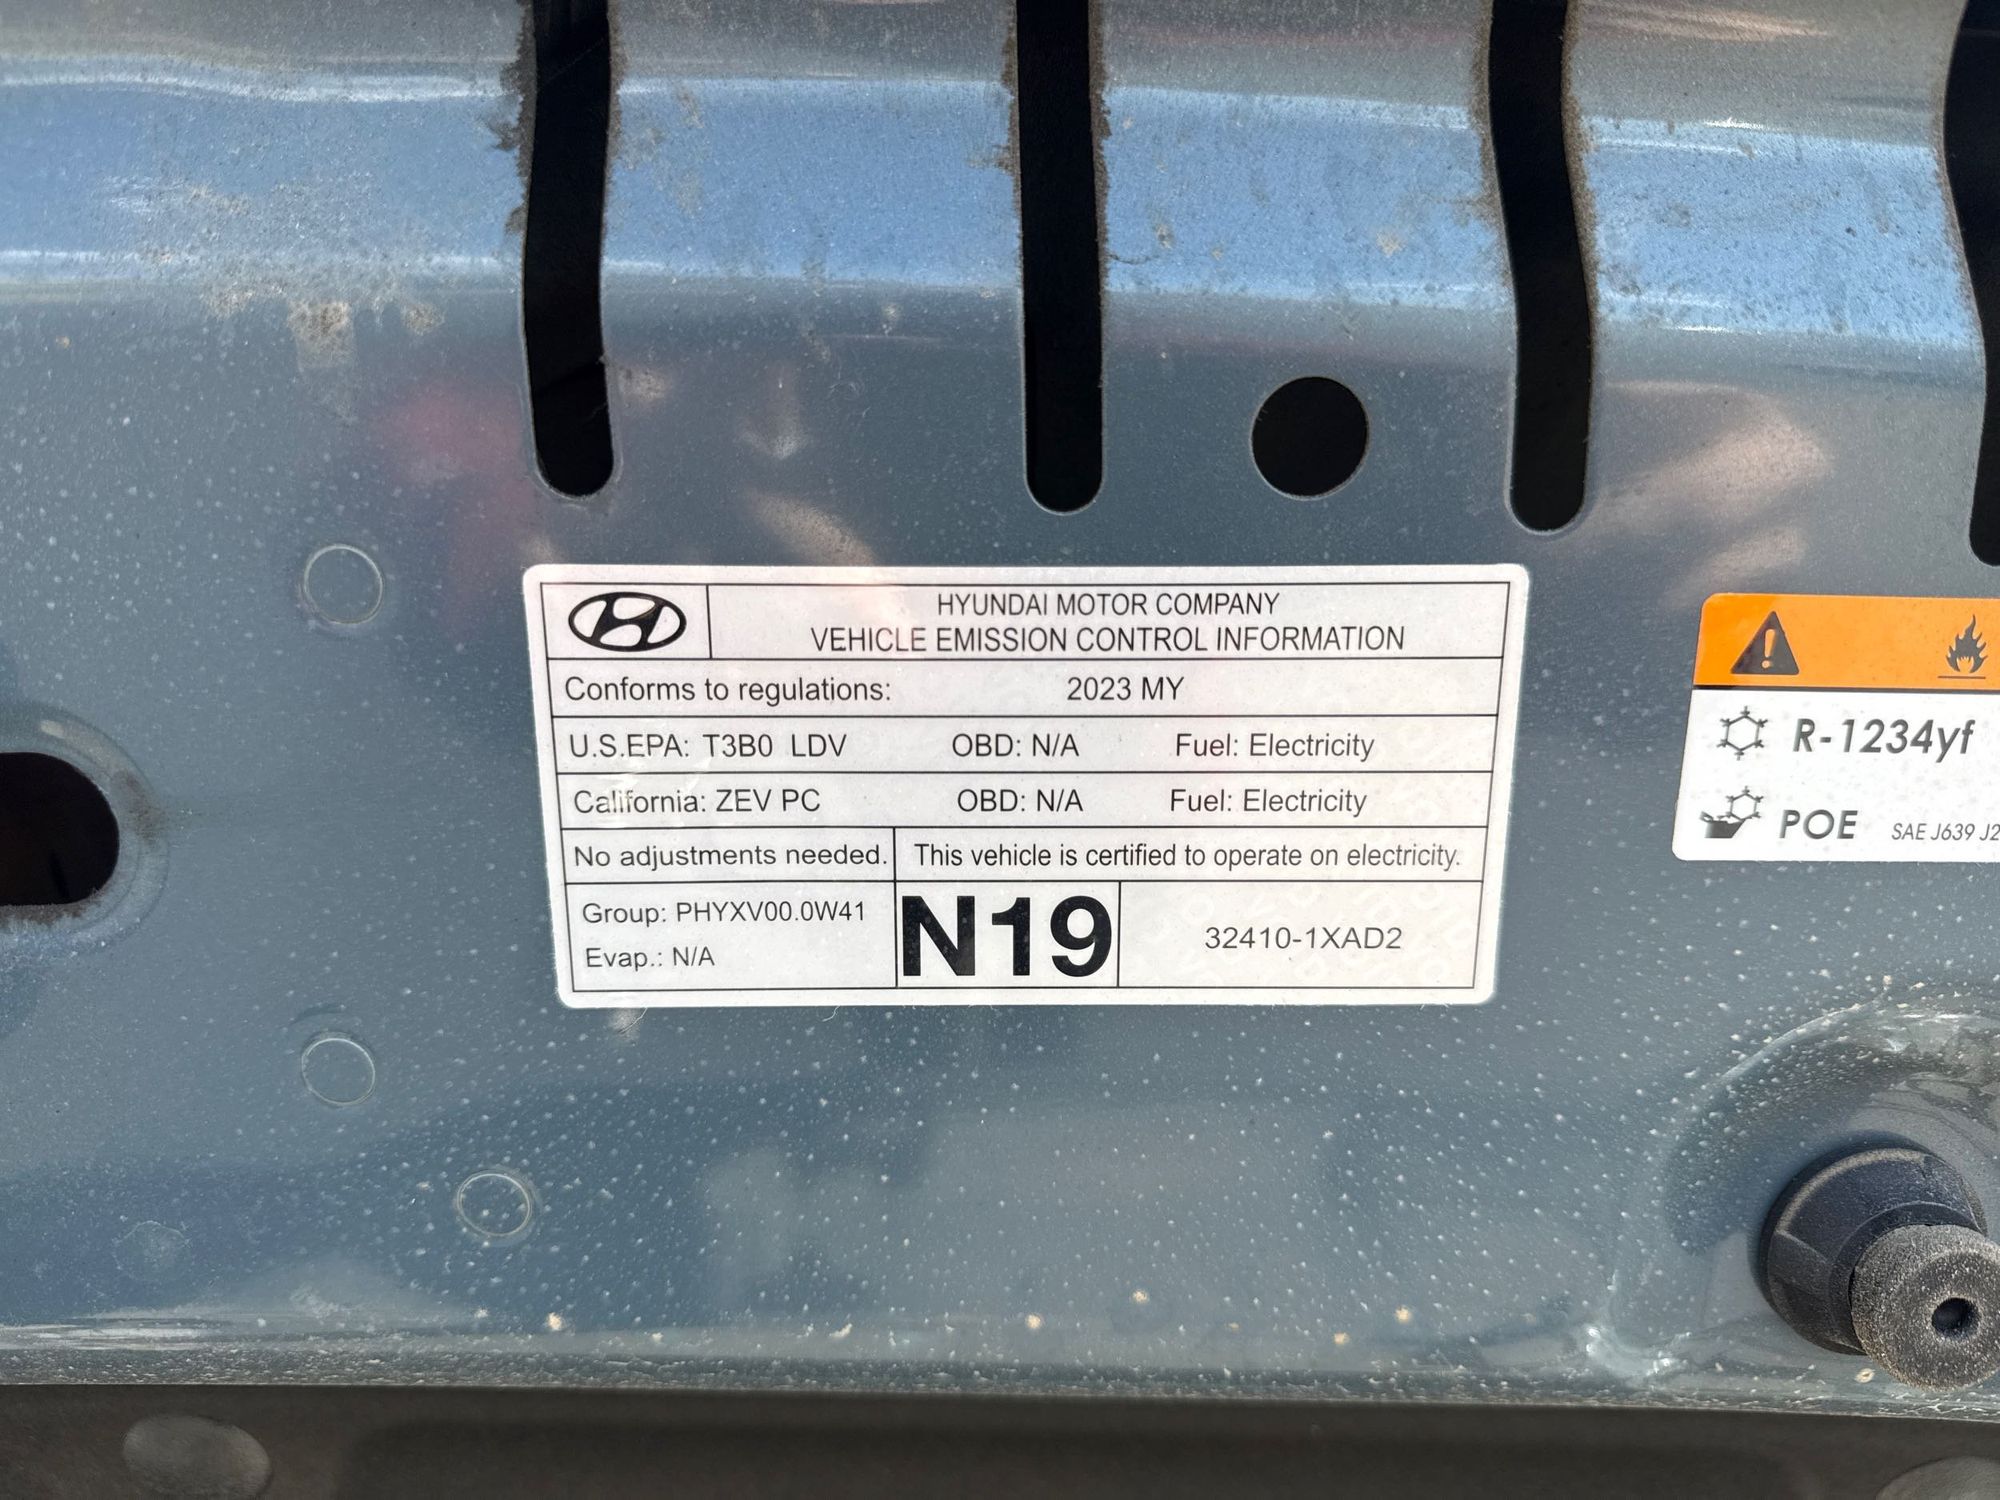 HYUNDAI MOTOR COMPANY
VEHICLE EMISSION CONTROL INFORMATION
Conforms to regulations: 2023 MY
U.S.EPA: T3B0 LDV OBD: N/A Fuel: Electricity
California: ZEV PC OBD: N/A Fuel: Electricity
No adjustments needed. This vehicle is certified to operate on electricity.
Group: PHYXV00.0W41
Evap.: N/A
N19
32410-1XAD2
R-1234yf
POE SAE J639